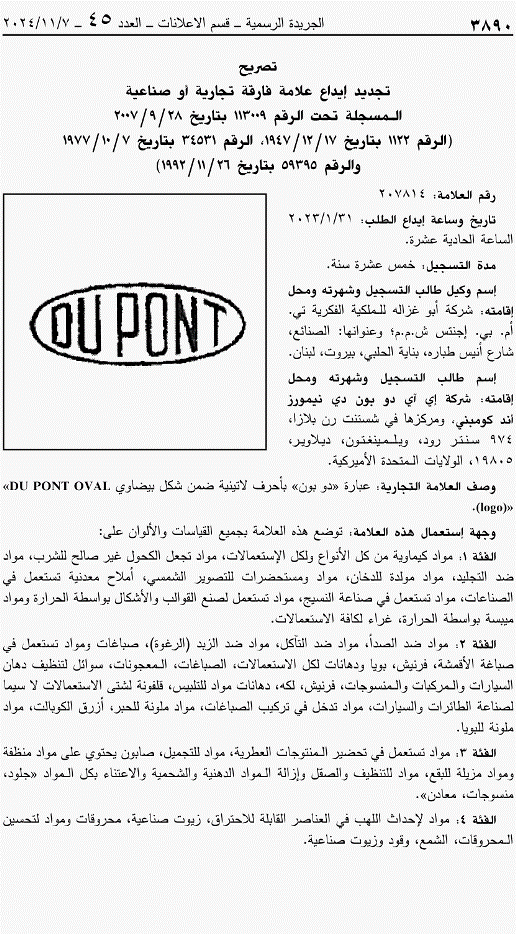 ٣٨٩٠ الجريدة الرسمية ــ قسم الاعلانات ــ العدد ٤٥ ــ ٢٠٢٤/١١/٧
تصريح
تجديد إيداع علامة فارقة تجارية أو صناعية
المسجلة تحت الرقم ١١٣٠٠٩ بتاريخ ٢٠٠٧/٩/٢٨
(الرقم ١١٢٢ بتاريخ ١٩٤٧/١٢/١٧، الرقم ٣٤٥٣١ بتاريخ ١٩٧٧/١٠/٧
والرقم ٥٩٣٩٥ بتاريخ ١٩٩٢/١١/٢٦)
رقم العلامة: ٢٠٧٨١٤
تاريخ وساعة إيداع الطلب: ٢٠٢٣/١/٣١
الساعة الحادية عشرة.
مدة التسجيل: خمس عشرة سنة.
إسم وكيل طالب التسجيل وشهرته ومحل
إقامته: شركة أبو غزاله للملكية الفكرية تي.
أم. بي. إجنتس ش.م.م؛ وعنوانها: الصنائع،
شارع أنيس طباره، بناية الحلبي، بيروت، لبنان.
إسم طالب التسجيل وشهرته ومحل
إقامته: شركة إي آي دو بون دي نيمورز
أند كومبني، ومركزها في شستنت رن بلازا،
٩٧٤ سنتر رود، ويلمينغتون، ديلاوير،
١٩٨٠٥، الولايات المتحدة الأميركية.
DU PONT
وصف العلامة التجارية: عبارة «دو بون» بأحرف لاتينية ضمن شكل بيضاوي DU PONT OVAL»
«(logo).
وجهة إستعمال هذه العلامة: توضع هذه العلامة بجميع القياسات والألوان على:
الفئة ١: مواد كيماوية من كل الأنواع ولكل الإستعمالات، مواد تجعل الكحول غير صالح للشرب، مواد
ضد التجليد، مواد مولدة للدخان، مواد ومستحضرات للتصوير الشمسي، أملاح معدنية تستعمل في
الصناعات، مواد تستعمل في صناعة النسيج، مواد تستعمل لصنع القوالب والأشكال بواسطة الحرارة ومواد
ميبسة بواسطة الحرارة، غراء لكافة الاستعمالات.
الفئة ٢: مواد ضد الصدأ، مواد ضد التآكل، مواد ضد الزبد (الرغوة)، صباغات ومواد تستعمل في
صباغة الأقمشة، فرنيش، بويا ودهانات لكل الاستعمالات، الصباغات، المعجونات، سوائل لتنظيف دهان
السيارات والمركبات والمنسوجات، فرنيش، لكه، دهانات مواد للتلبيس، قلفونة لشتى الاستعمالات لا سيما
لصناعة الطائرات والسيارات، مواد تدخل في تركيب الصباغات، مواد ملونة للحبر، أزرق الكوبالت، مواد
ملونة للبويا.
الفئة ٣: مواد تستعمل في تحضير المنتوجات العطرية، مواد للتجميل، صابون يحتوي على مواد منظفة
ومواد مزيلة للبقع، مواد للتنظيف والصقل وإزالة المواد الدهنية والشحمية والاعتناء بكل المواد «جلود،
منسوجات، معادن».
الفئة ٤: مواد لإحداث اللهب في العناصر القابلة للاحتراق، زيوت صناعية، محروقات ومواد لتحسين
المحروقات، الشمع، وقود وزيوت صناعية.